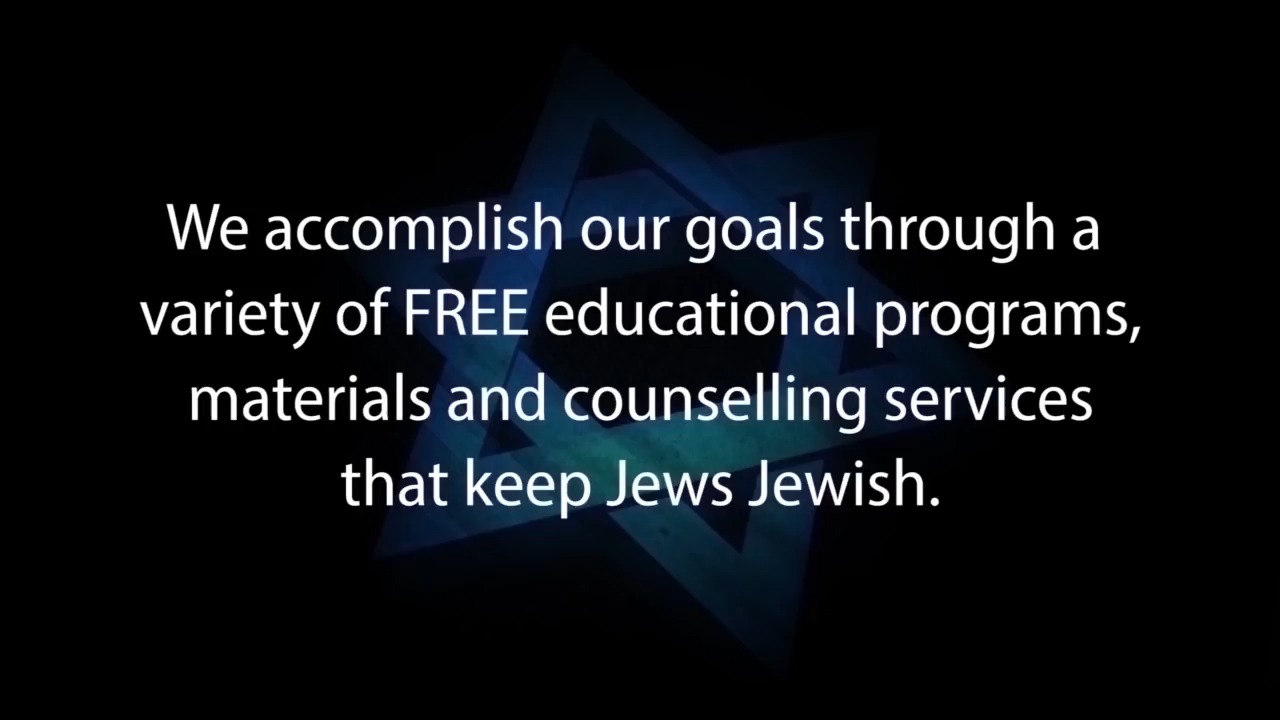 We accomplish our goals through a
variety of FREE educational programs,
materials and counselling services
that keep Jews Jewish.